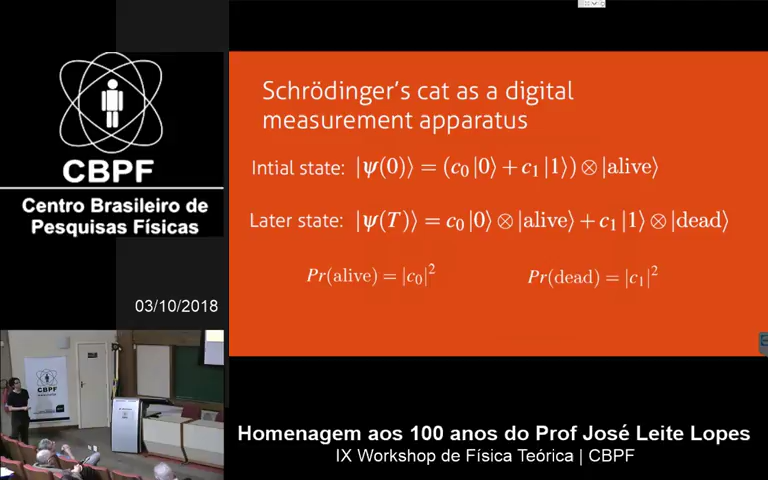 CBPF
Centro Brasileiro de
Pesquisas Físicas
03/10/2018
Schrödinger's cat as a digital
measurement apparatus
Intial state: |ψ(0)⟩ = (c₀|0⟩ + c₁|1⟩) ⊗ |alive⟩
Later state: |ψ(T)⟩ = c₀|0⟩ ⊗ |alive⟩ + c₁|1⟩ ⊗ |dead⟩
Pr(alive) = |c₀|² Pr(dead) = |c₁|²
CBPF
Homenagem aos 100 anos do Prof José Leite Lopes
IX Workshop de Física Teórica | CBPF